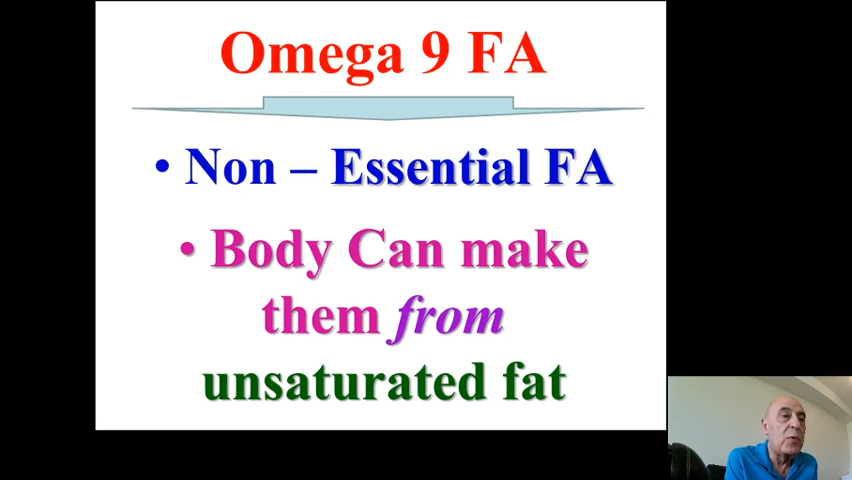 Omega 9 FA
• Non – Essential FA
• Body Can make
them from
unsaturated fat